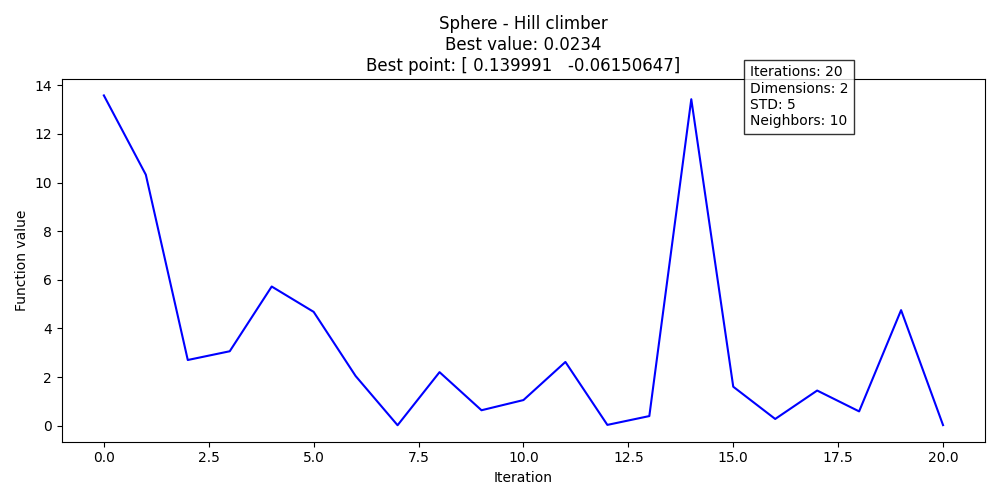 Sphere - Hill climber
Best value: 0.0234
Best point: [ 0.139991   -0.06150647]
Iterations: 20
Dimensions: 2
STD: 5
Neighbors: 10
14
12
10
8
6
4
2
0
Function value
0.0 2.5 5.0 7.5 10.0 12.5 15.0 17.5 20.0
Iteration